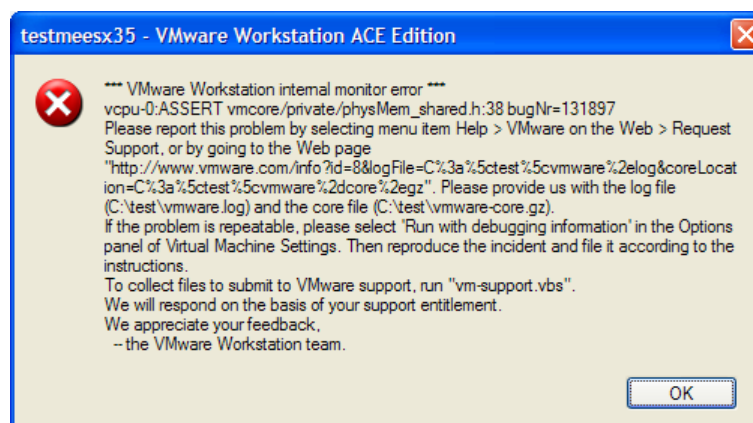 testmeesx35 - VMware Workstation ACE Edition
*** VMware Workstation internal monitor error ***
vcpu-0:ASSERT vmcore/private/physMem_shared.h:38 bugNr=131897
Please report this problem by selecting menu item Help > VMware on the Web > Request
Support, or by going to the Web page
"http://www.vmware.com/info?id=8&logFile=C%3a%5ctest%5cvmware%2elog&coreLocat
ion=C%3a%5ctest%5cvmware%2dcore%2egz". Please provide us with the log file
(C:\test\vmware.log) and the core file (C:\test\vmware-core.gz).
If the problem is repeatable, please select 'Run with debugging information' in the Options
panel of Virtual Machine Settings. Then reproduce the incident and file it according to the
instructions.
To collect files to submit to VMware support, run "vm-support.vbs".
We will respond on the basis of your support entitlement.
We appreciate your feedback,
-- the VMware Workstation team.
OK